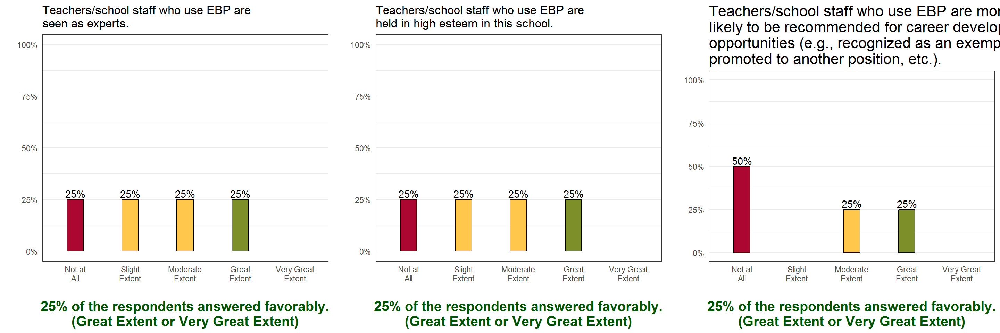 Teachers/school staff who use EBP are
seen as experts.
100%
75%
50%
25%
0%
25%
25%
25%
25%
Not at
All
Slight
Extent
Moderate
Extent
Great
Extent
Very Great
Extent
25% of the respondents answered favorably.
(Great Extent or Very Great Extent)
Teachers/school staff who use EBP are
held in high esteem in this school.
100%
75%
50%
25%
0%
25%
25%
25%
25%
Not at
All
Slight
Extent
Moderate
Extent
Great
Extent
Very Great
Extent
25% of the respondents answered favorably.
(Great Extent or Very Great Extent)
Teachers/school staff who use EBP are
likely to be recommended for career
opportunities (e.g., recognized as an
promoted to another position, etc.).
100%
75%
50%
25%
0%
50%
25%
25%
Not at
All
Slight
Extent
Moderate
Extent
Great
Extent
Very Great
Extent
25% of the respondents answered favorably.
(Great Extent or Very Great Extent)